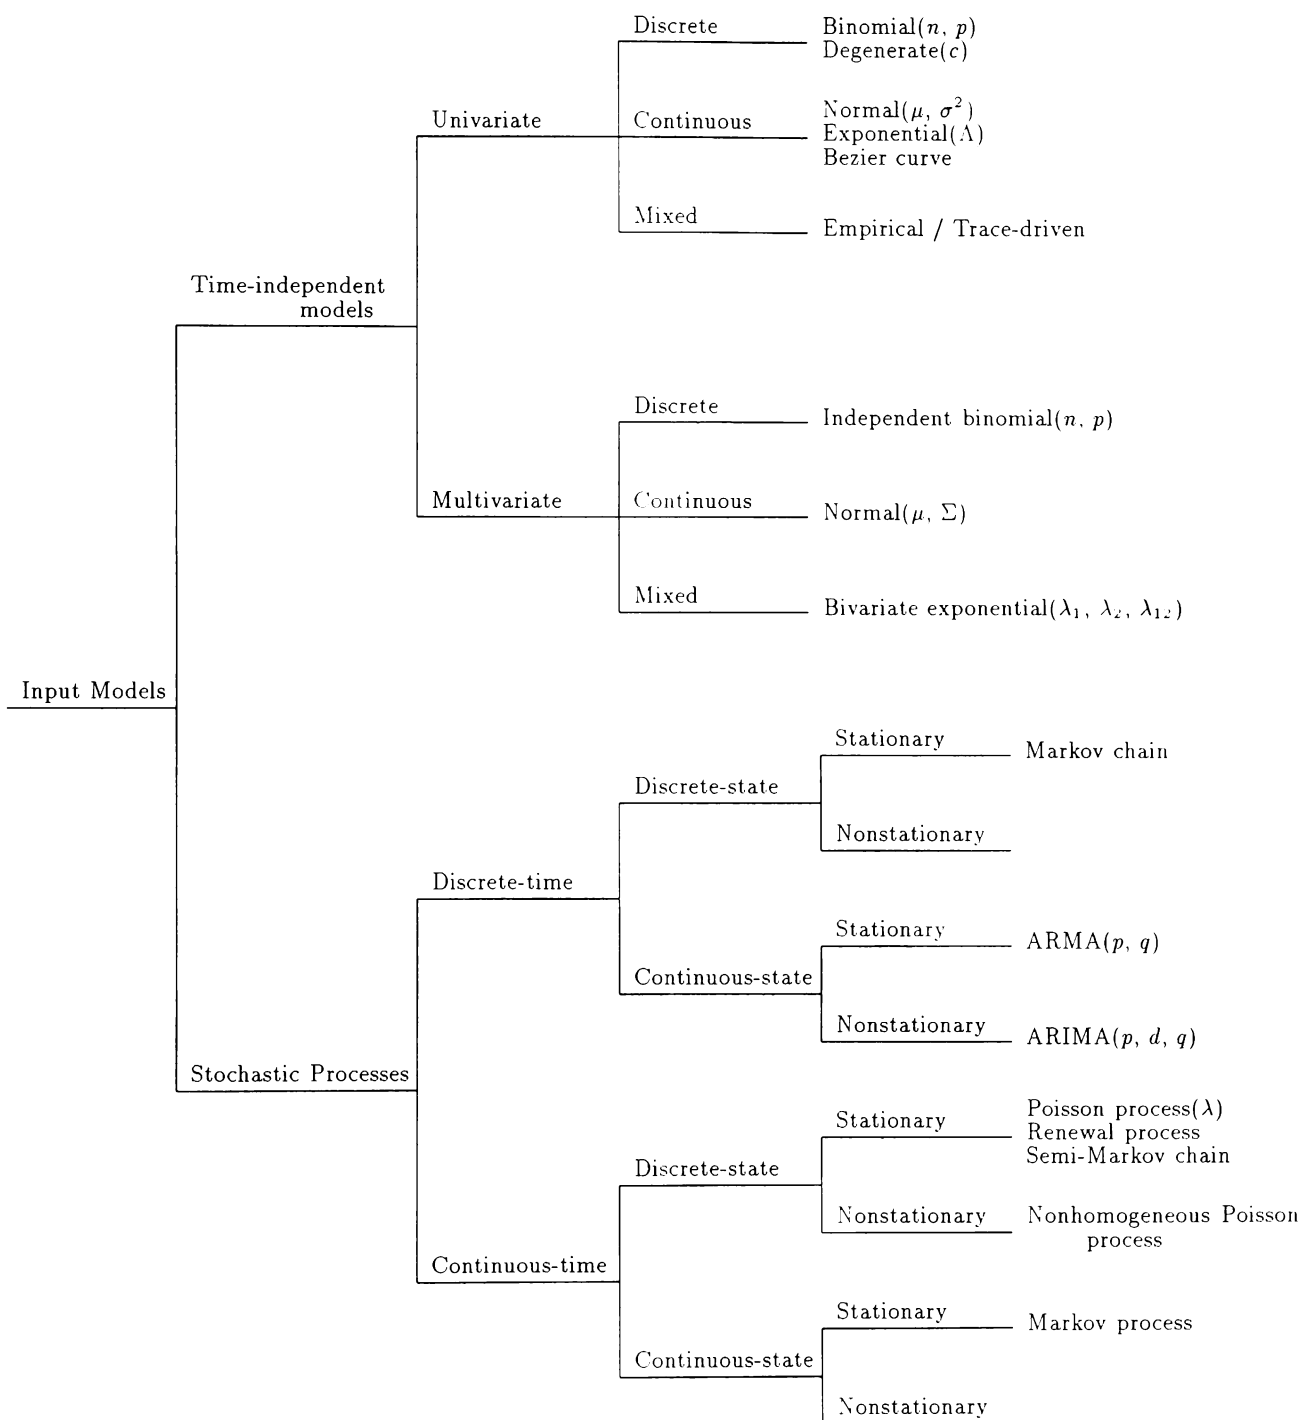 Discrete
Binomial(n, p)
Degenerate(c)
Univariate
Continuous
Normal(μ, σ²)
Exponential(Λ)
Bezier curve
Mixed
Empirical / Trace-driven
Time-independent
models
Discrete
Independent binomial(n, p)
Multivariate
Continuous
Normal(μ, Σ)
Mixed
Bivariate exponential(λ₁, λ₂, λ₁₂)
Input Models
Stationary
Markov chain
Discrete-state
Nonstationary
Discrete-time
Stationary
ARMA(p, q)
Continuous-state
Nonstationary
ARIMA(p, d, q)
Stochastic Processes
Stationary
Poisson process(λ)
Renewal process
Semi-Markov chain
Discrete-state
Nonstationary
Nonhomogeneous Poisson
process
Continuous-time
Stationary
Markov process
Continuous-state
Nonstationary